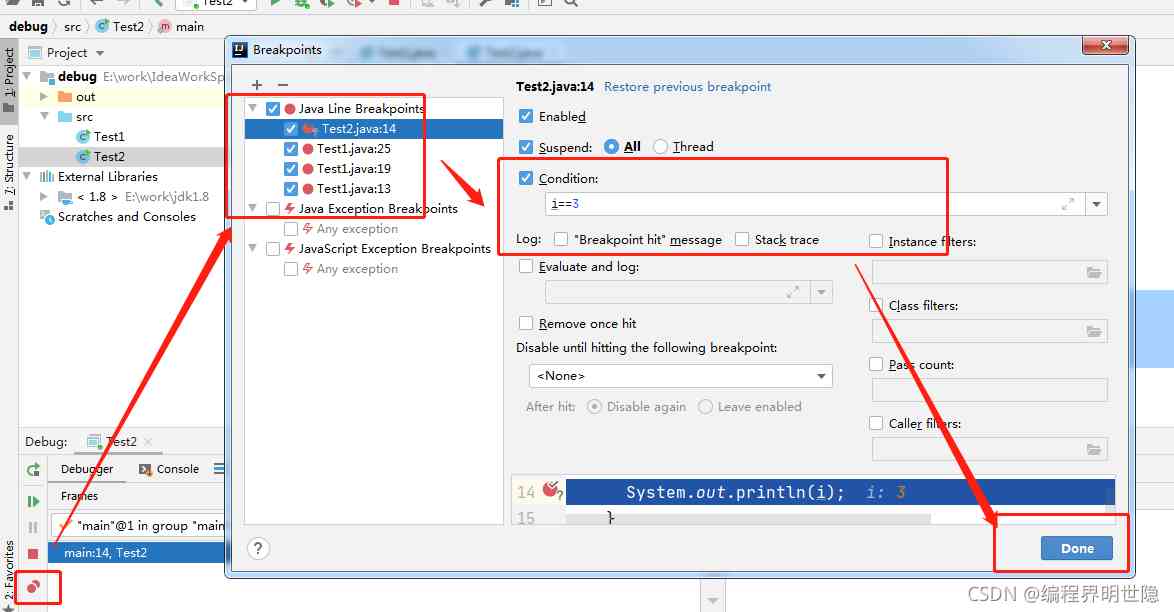 Test2
debug src Test2 main
1: Project
Project
Breakpoints
debug E:\work\IdeaWorkSp
out
src
Test1
Test2
External Libraries
< 1.8 > E:\work\jdk1.8
Scratches and Consoles
7: Structure
Java Line Breakpoints
Test2.java:14
Test1.java:25
Test1.java:19
Test1.java:13
Java Exception Breakpoints
Any exception
JavaScript Exception Breakpoints
Any exception
Test2.java:14 Restore previous breakpoint
Enabled
Suspend: All Thread
Condition:
i==3
Log: "Breakpoint hit" message Stack trace
Evaluate and log:
Remove once hit
Disable until hitting the following breakpoint:
<None>
After hit: Disable again Leave enabled
Instance filters:
Class filters:
Pass count:
Caller filters:
14 System.out.println(i); i: 3
15 }
?
Done
Debug: Test2
Debugger Console
Frames
"main"@1 in group "main
main:14, Test2
2: Favorites
CSDN @编程界明世隐